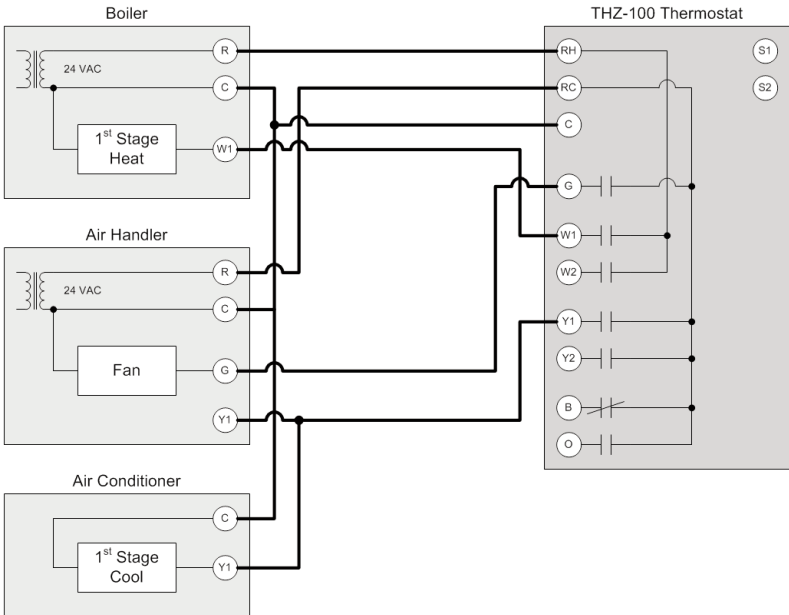 Boiler
THZ-100 Thermostat
R
24 VAC
C
1st Stage
Heat
W1
RH
S1
RC
S2
C
G
W1
W2
Y1
Y2
B
O
Air Handler
R
24 VAC
C
Fan
G
Y1
Air Conditioner
C
1st Stage
Cool
Y1